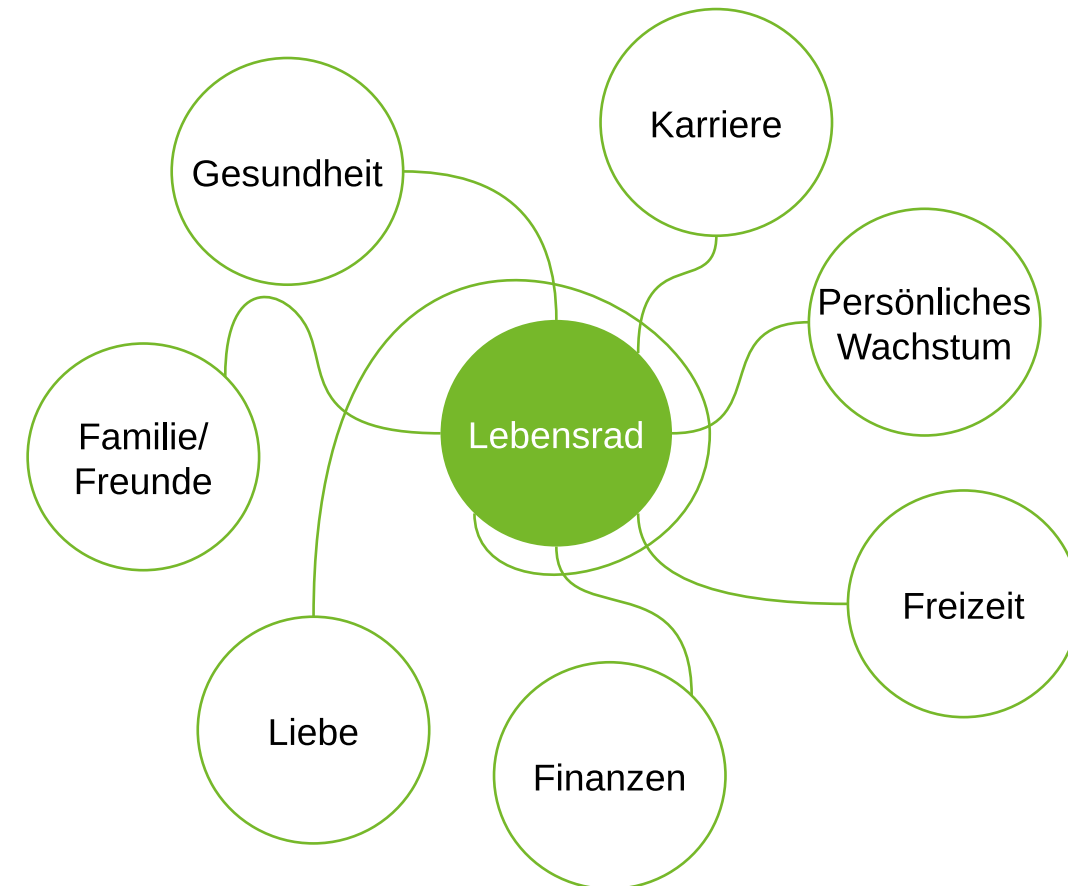 Karriere
Gesundheit
Persönliches
Wachstum
Lebensrad
Familie/
Freunde
Freizeit
Liebe
Finanzen